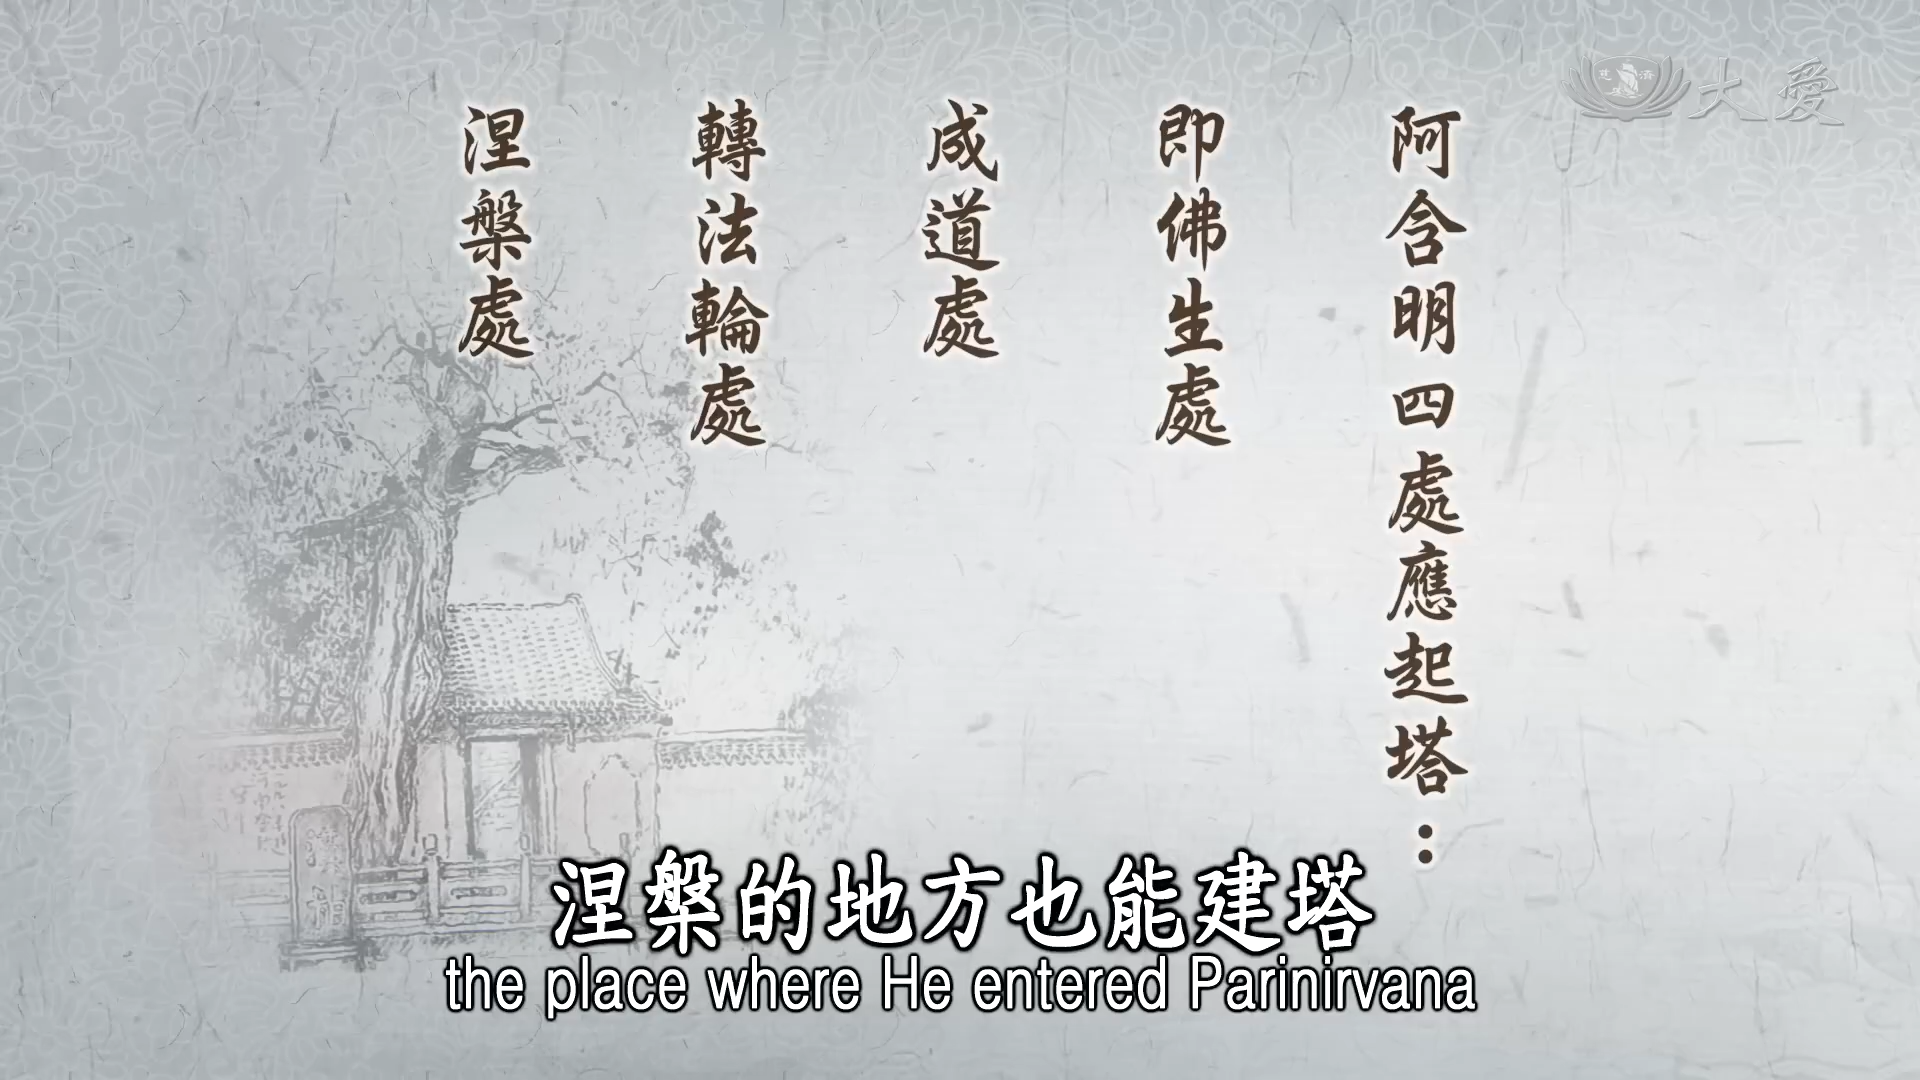 阿含明四處應起塔：
即佛生處
成道處
轉法輪處
涅槃處
大愛
涅槃的地方也能建塔
the place where He entered Parinirvana